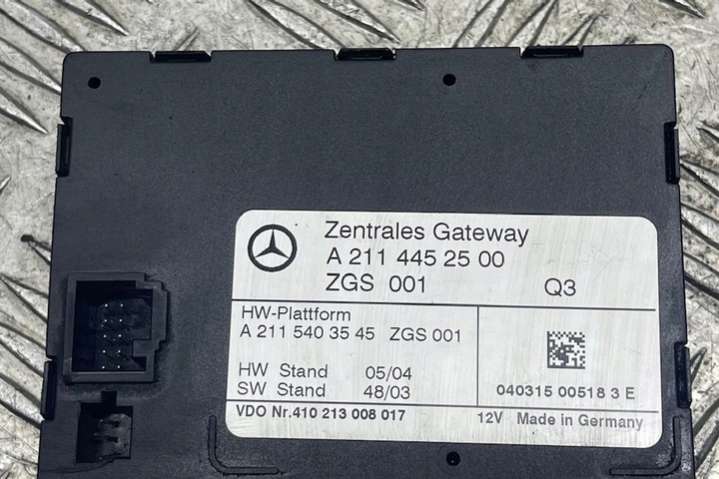 Zentrales Gateway
A 211 445 25 00
ZGS 001 Q3
HW-Plattform
A 211 540 35 45 ZGS 001
HW Stand 05/04
SW Stand 48/03
040315 00518 3 E
VDO Nr.410 213 008 017
12V Made in Germany